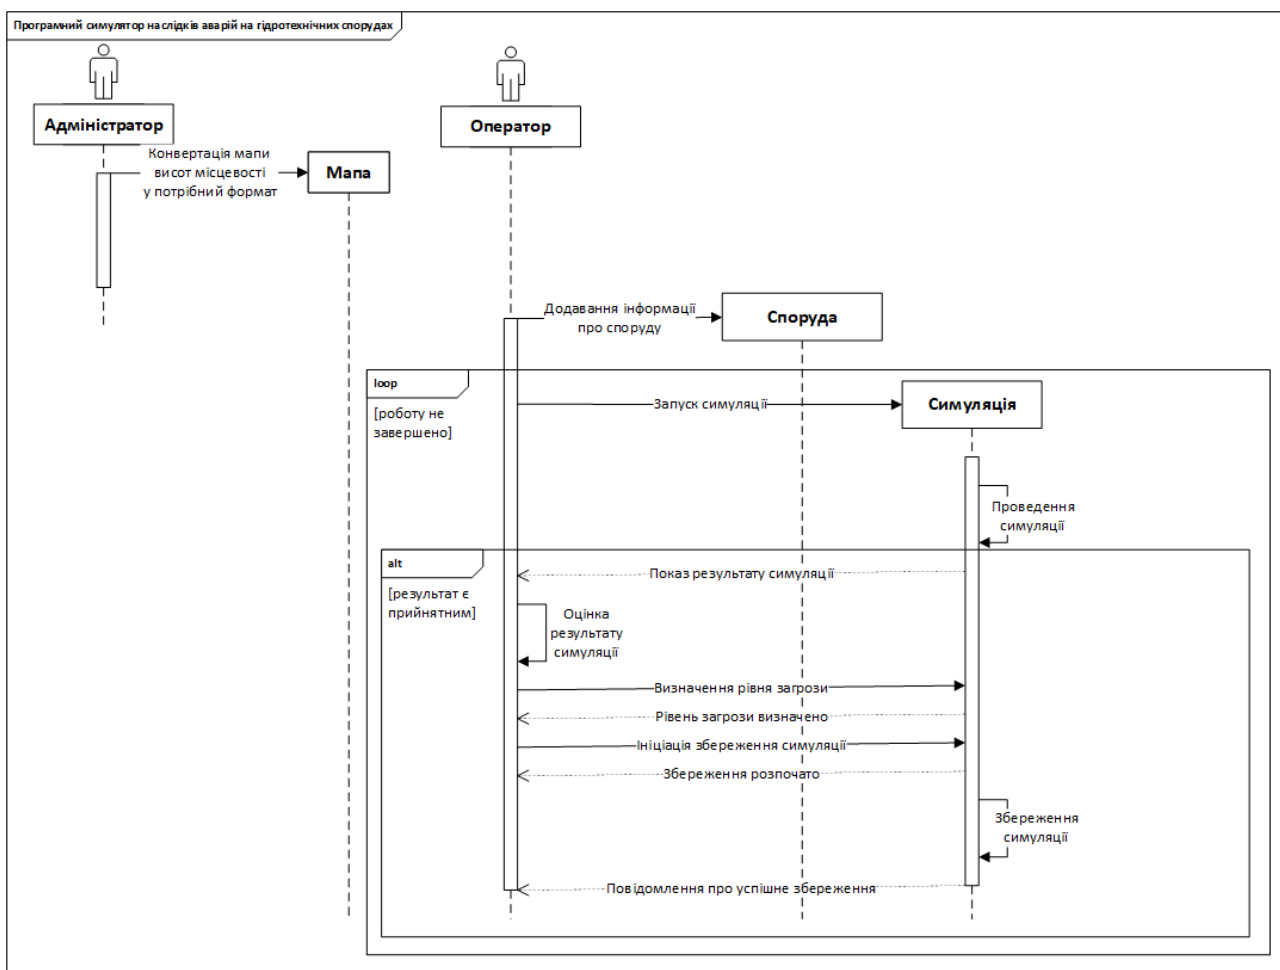 Програмний симулятор наслідків аварій на гідротехнічних спорудах
Адміністратор
Оператор
Конвертація мапи
висот місцевості
у потрібний формат
Мапа
Додавання інформації
про споруду
Споруда
loop
[роботу не
завершено]
Запуск симуляції
Симуляція
Проведення
симуляції
alt
[результат є
прийнятним]
Показ результату симуляції
Оцінка
результату
симуляції
Визначення рівня загрози
Рівень загрози визначено
Ініціація збереження симуляції
Збереження розпочато
Збереження
симуляції
Повідомлення про успішне збереження